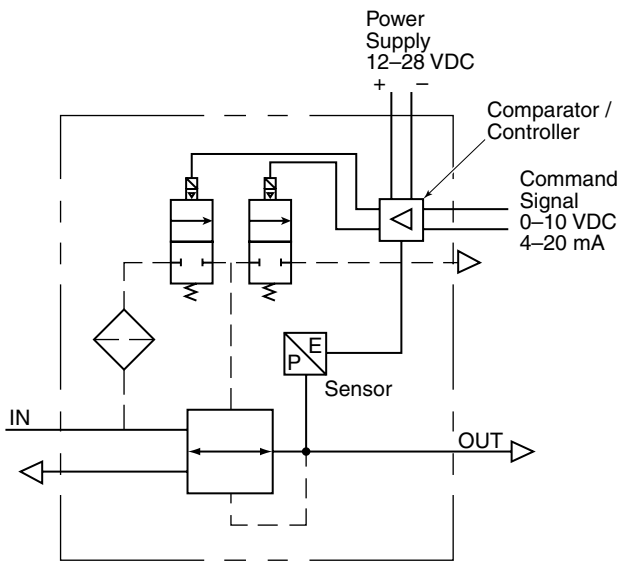 Power
Supply
12–28 VDC
+ –
Comparator /
Controller
Command
Signal
0–10 VDC
4–20 mA
E
P
Sensor
IN
OUT